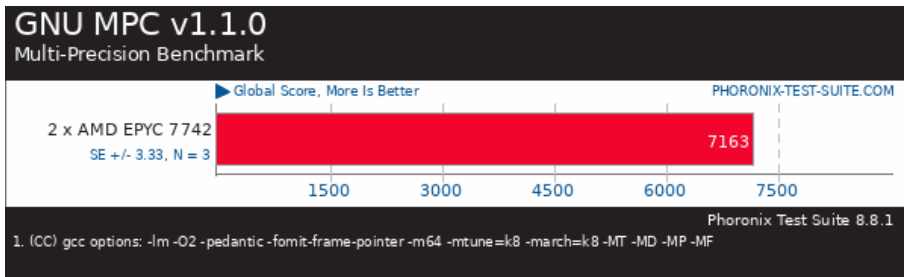 GNU MPC v1.1.0
Multi-Precision Benchmark
Global Score, More Is Better
PHORONIX-TEST-SUITE.COM
2 x AMD EPYC 7742
SE +/- 3.33, N = 3
7163
1500 3000 4500 6000 7500
Phoronix Test Suite 8.8.1
1. (CC) gcc options: -lm -O2 -pedantic -fomit-frame-pointer -m64 -mtune=k8 -march=k8 -MT -MD -MP -MF